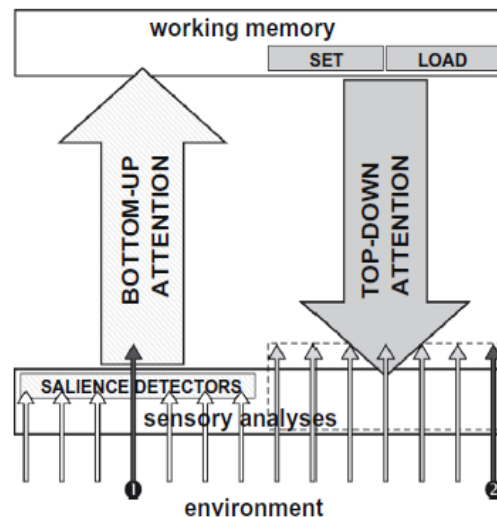 working memory
SET
LOAD
BOTTOM-UP
ATTENTION
TOP-DOWN
ATTENTION
SALIENCE DETECTORS
sensory analyses
1
2
environment